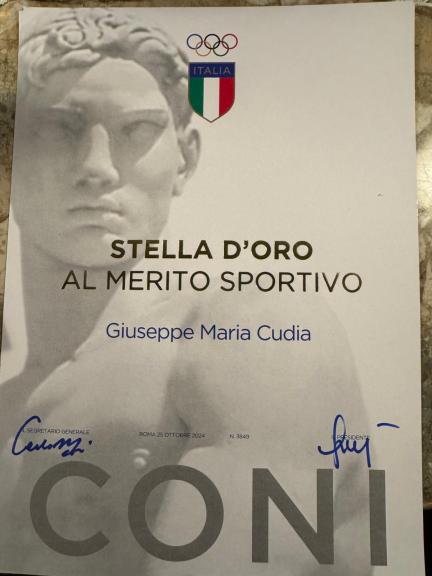 ITALIA
STELLA D'ORO
AL MERITO SPORTIVO
Giuseppe Maria Cudia
IL SEGRETARIO GENERALE
ROMA 25 OTTOBRE 2024
N. 3849
IL PRESIDENTE
CONI